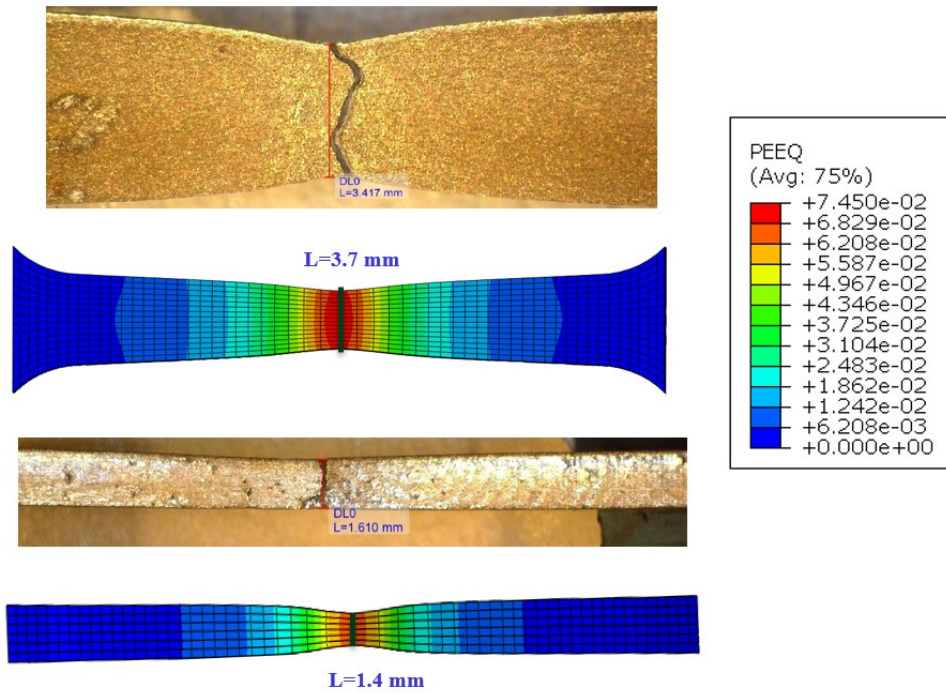 DL0
L=3.417 mm
L=3.7 mm
DL0
L=1.610 mm
L=1.4 mm
PEEQ
(Avg: 75%)
+7.450e-02
+6.829e-02
+6.208e-02
+5.587e-02
+4.967e-02
+4.346e-02
+3.725e-02
+3.104e-02
+2.483e-02
+1.862e-02
+1.242e-02
+6.208e-03
+0.000e+00